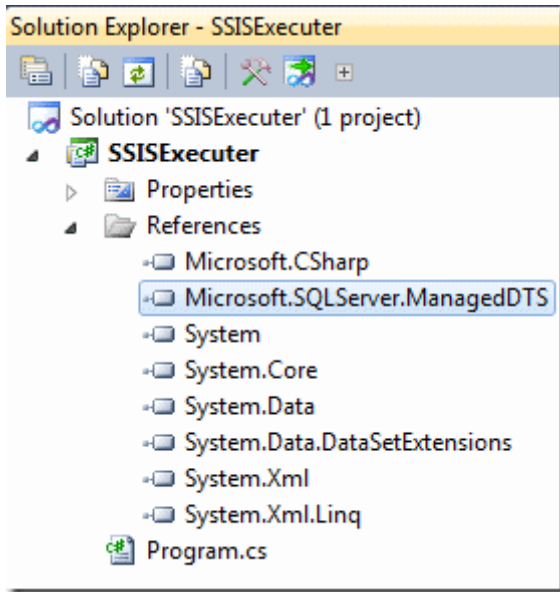 Solution Explorer - SSISExecuter
Solution 'SSISExecuter' (1 project)
SSISExecuter
Properties
References
Microsoft.CSharp
Microsoft.SQLServer.ManagedDTS
System
System.Core
System.Data
System.Data.DataSetExtensions
System.Xml
System.Xml.Linq
Program.cs